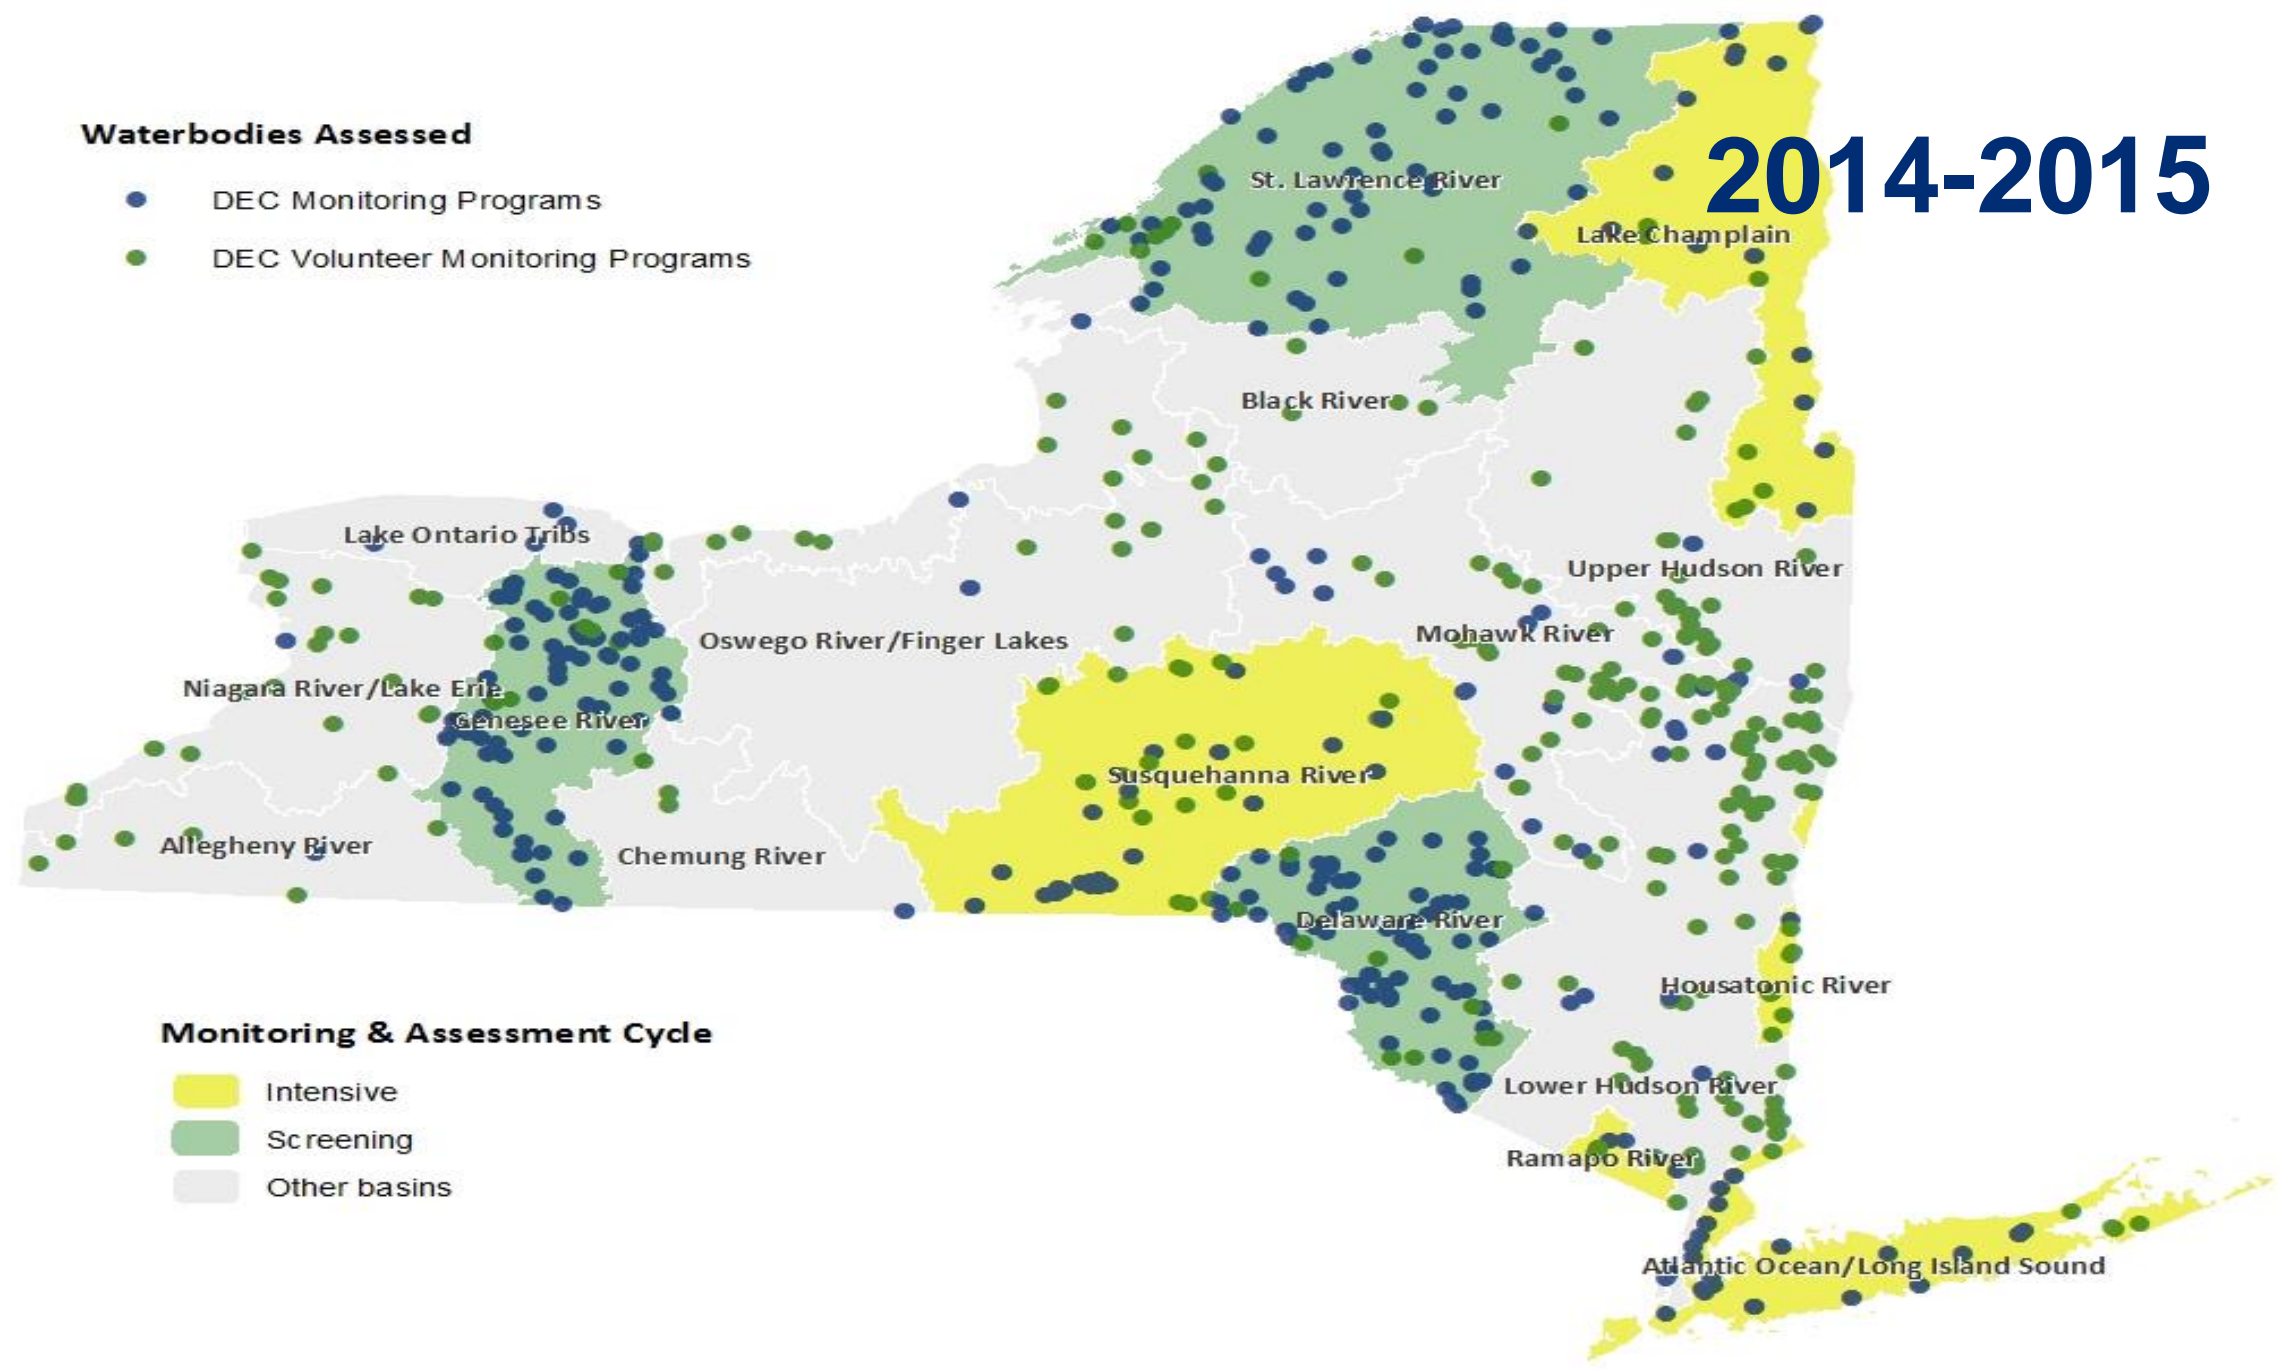 Waterbodies Assessed
DEC Monitoring Programs
DEC Volunteer Monitoring Programs
2014-2015
St. Lawrence River
Lake Champlain
Black River
Lake Ontario Tribs
Upper Hudson River
Mohawk River
Oswego River/Finger Lakes
Niagara River/Lake Erie
Genesee River
Susquehanna River
Allegheny River
Chemung River
Delaware River
Housatonic River
Lower Hudson River
Ramapo River
Atlantic Ocean/Long Island Sound
Monitoring & Assessment Cycle
Intensive
Screening
Other basins